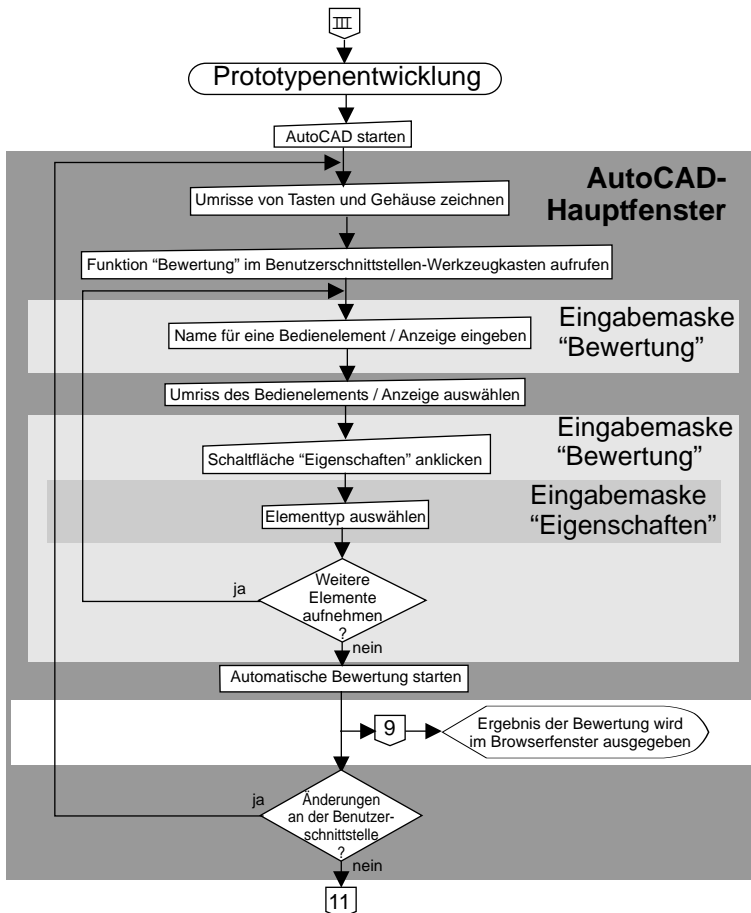 III
Prototypenentwicklung
AutoCAD starten
AutoCAD-
Hauptfenster
Umrisse von Tasten und Gehäuse zeichnen
Funktion “Bewertung” im Benutzerschnittstellen-Werkzeugkasten aufrufen
Eingabemaske
“Bewertung”
Name für eine Bedienelement / Anzeige eingeben
Umriss des Bedienelements / Anzeige auswählen
Eingabemaske
“Bewertung”
Schaltfläche “Eigenschaften” anklicken
Eingabemaske
“Eigenschaften”
Elementtyp auswählen
ja
Weitere
Elemente
aufnehmen
?
nein
Automatische Bewertung starten
9
Ergebnis der Bewertung wird
im Browserfenster ausgegeben
ja
Änderungen
an der Benutzer-
schnittstelle
?
nein
11